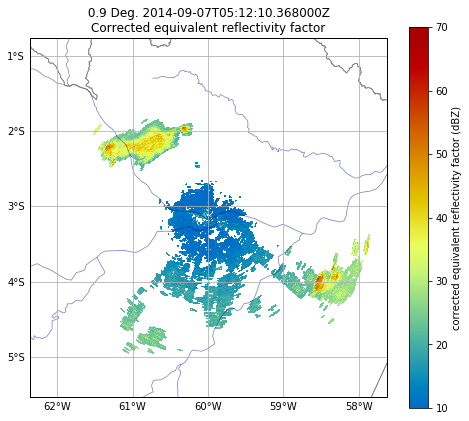 0.9 Deg. 2014-09-07T05:12:10.368000Z
Corrected equivalent reflectivity factor
1°S
2°S
3°S
4°S
5°S
62°W 61°W 60°W 59°W 58°W
70
60
50
40
30
20
10
corrected equivalent reflectivity factor (dBZ)